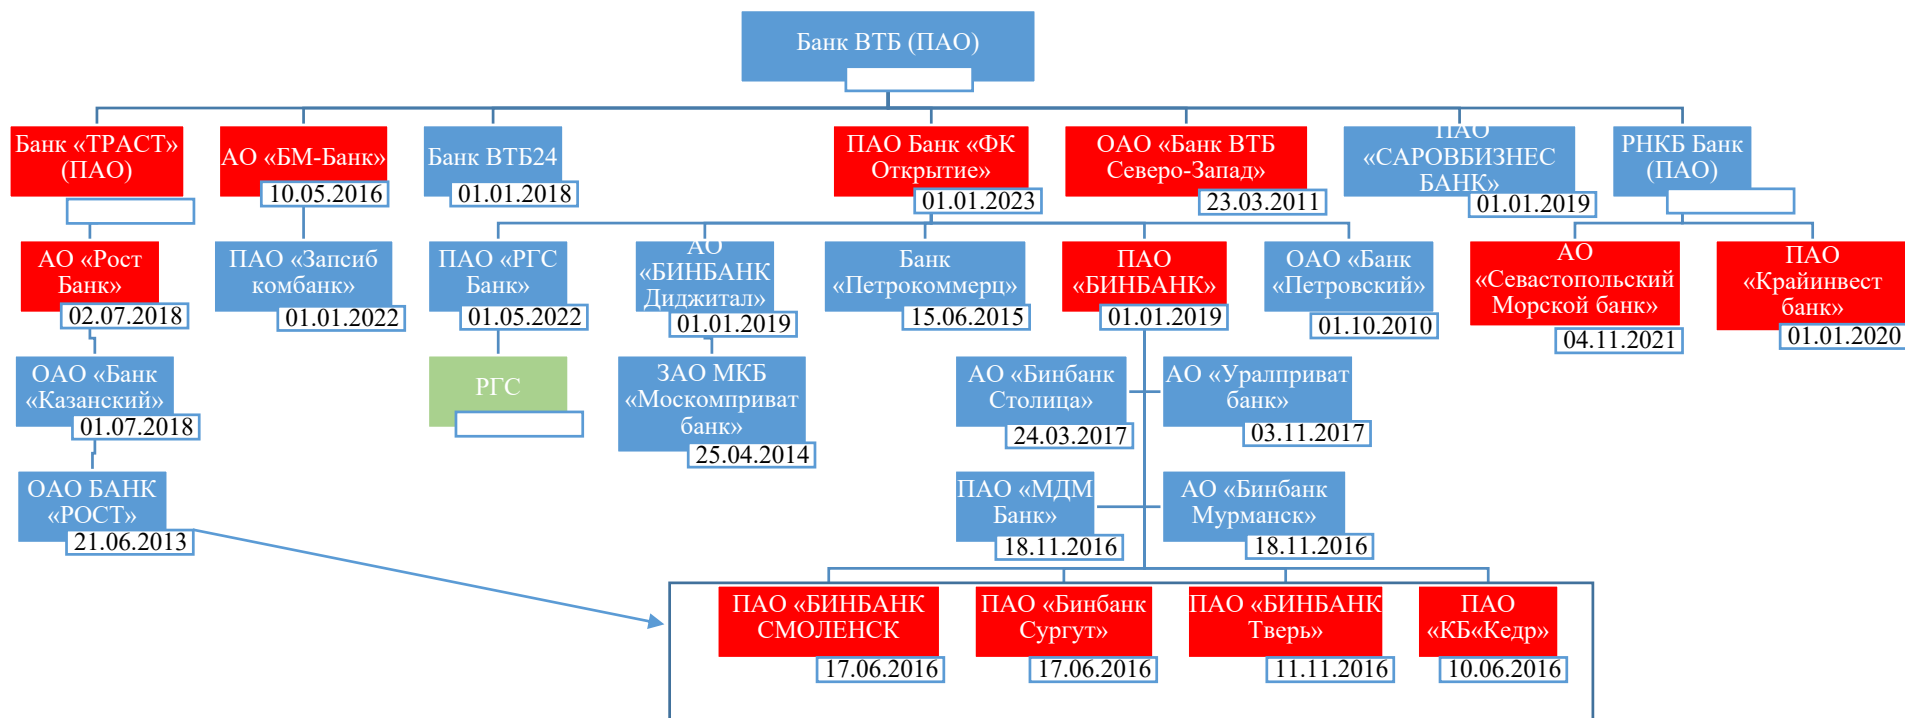 Банк ВТБ (ПАО)
Банк «ТРАСТ»
(ПАО)
АО «БМ-Банк»
10.05.2016
Банк ВТБ24
01.01.2018
ПАО Банк «ФК
Открытие»
01.01.2023
ОАО «Банк ВТБ
Северо-Запад»
23.03.2011
ПАО
«САРОВБИЗНЕС
БАНК»
01.01.2019
РНКБ Банк
(ПАО)
АО «Рост
Банк»
02.07.2018
ПАО «Запсиб
комбанк»
01.01.2022
ПАО «РГС
Банк»
01.05.2022
АО
«БИНБАНК
Диджитал»
01.01.2019
Банк
«Петрокоммерц»
15.06.2015
ПАО
«БИНБАНК»
01.01.2019
ОАО «Банк
«Петровский»
01.10.2010
АО
«Севастопольский
Морской банк»
04.11.2021
ПАО
«Крайинвест
банк»
01.01.2020
ОАО «Банк
«Казанский»
01.07.2018
РГС
ЗАО МКБ
«Москомприват
банк»
25.04.2014
АО «Бинбанк
Столица»
24.03.2017
АО «Уралприват
банк»
03.11.2017
ОАО БАНК
«РОСТ»
21.06.2013
ПАО «МДМ
Банк»
18.11.2016
АО «Бинбанк
Мурманск»
18.11.2016
ПАО «БИНБАНК
СМОЛЕНСК
17.06.2016
ПАО «Бинбанк
Сургут»
17.06.2016
ПАО «БИНБАНК
Тверь»
11.11.2016
ПАО
«КБ«Кедр»
10.06.2016